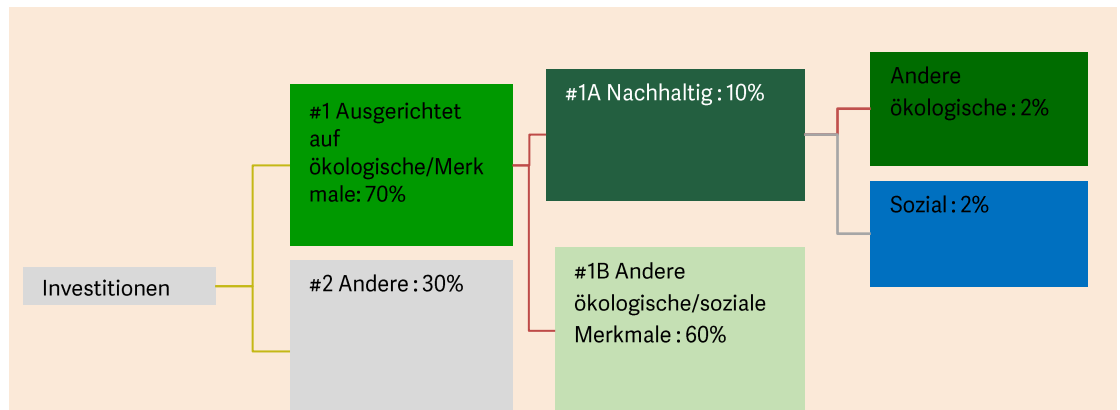 Investitionen
#1 Ausgerichtet
auf
ökologische/Merk
male: 70%
#2 Andere : 30%
#1A Nachhaltig : 10%
#1B Andere
ökologische/soziale
Merkmale : 60%
Andere
ökologische : 2%
Sozial : 2%